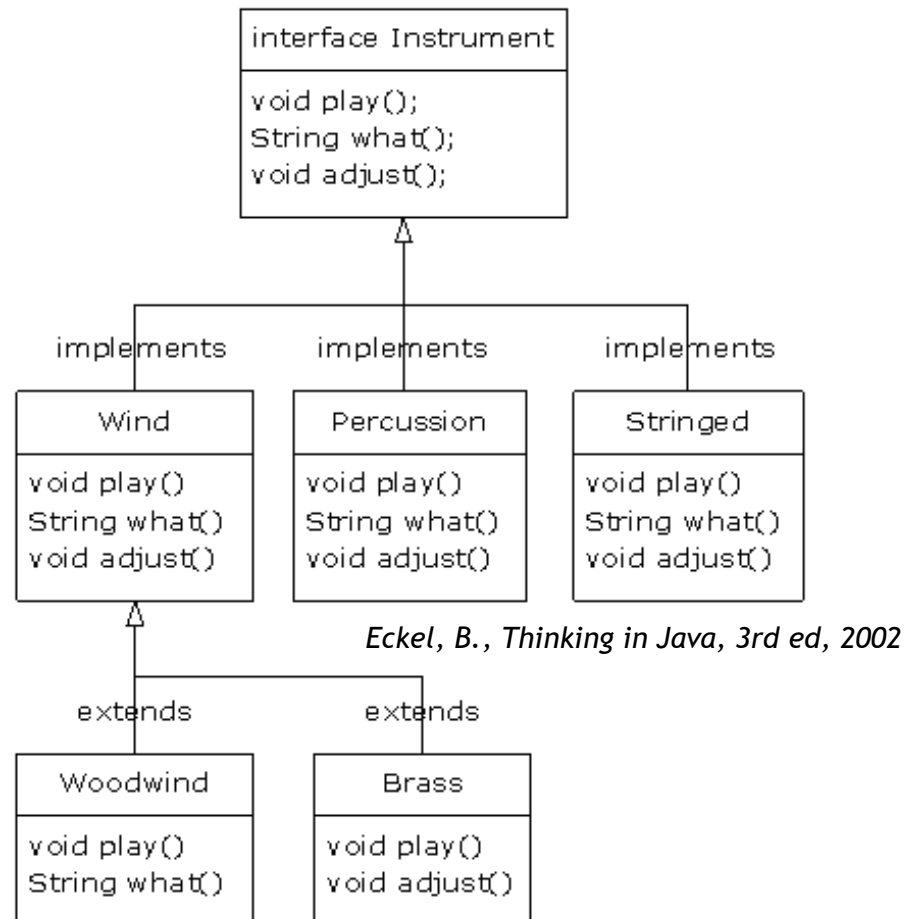 interface Instrument
void play();
String what();
void adjust();
implements
implements
implements
Wind
void play()
String what()
void adjust()
Percussion
void play()
String what()
void adjust()
Stringed
void play()
String what()
void adjust()
Eckel, B., Thinking in Java, 3rd ed, 2002
extends
extends
Woodwind
void play()
String what()
Brass
void play()
void adjust()